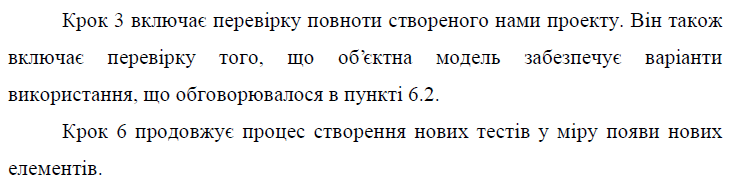 Крок 3 включає перевірку повноти створеного нами проекту. Він також
включає перевірку того, що об’єктна модель забезпечує варіанти
використання, що обговорювалося в пункті 6.2.
Крок 6 продовжує процес створення нових тестів у міру появи нових
елементів.